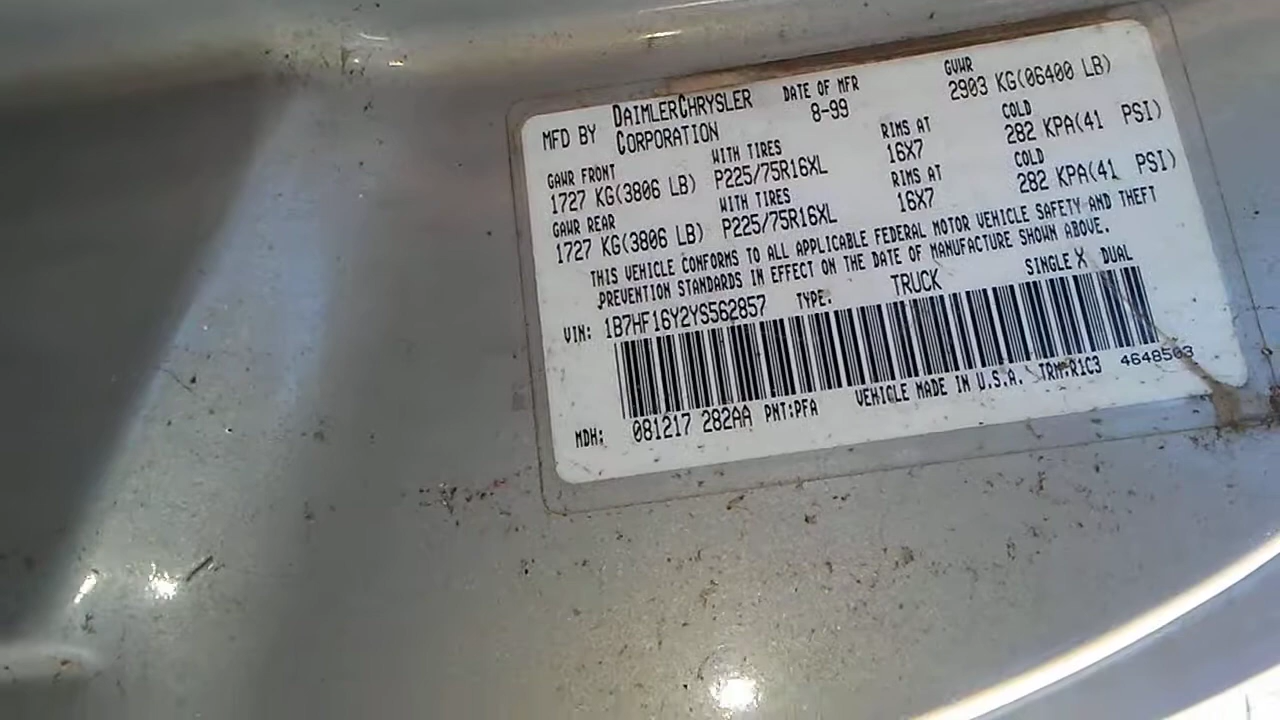 MFD BY DAIMLERCHRYSLER CORPORATION DATE OF MFR 8-99 GVWR 2903 KG(06400 LB)
GAWR FRONT WITH TIRES RIMS AT COLD
1727 KG(3806 LB) P225/75R16XL 16X7 282 KPA(41 PSI)
GAWR REAR WITH TIRES RIMS AT COLD
1727 KG(3806 LB) P225/75R16XL 16X7 282 KPA(41 PSI)
THIS VEHICLE CONFORMS TO ALL APPLICABLE FEDERAL MOTOR VEHICLE SAFETY AND THEFT
PREVENTION STANDARDS IN EFFECT ON THE DATE OF MANUFACTURE SHOWN ABOVE.
VIN: 1B7HF16Y2YS562857 TYPE: TRUCK SINGLE X DUAL
MDH: 081217 282AA PNT:PFA VEHICLE MADE IN U.S.A. TRM:R1C3 4648503